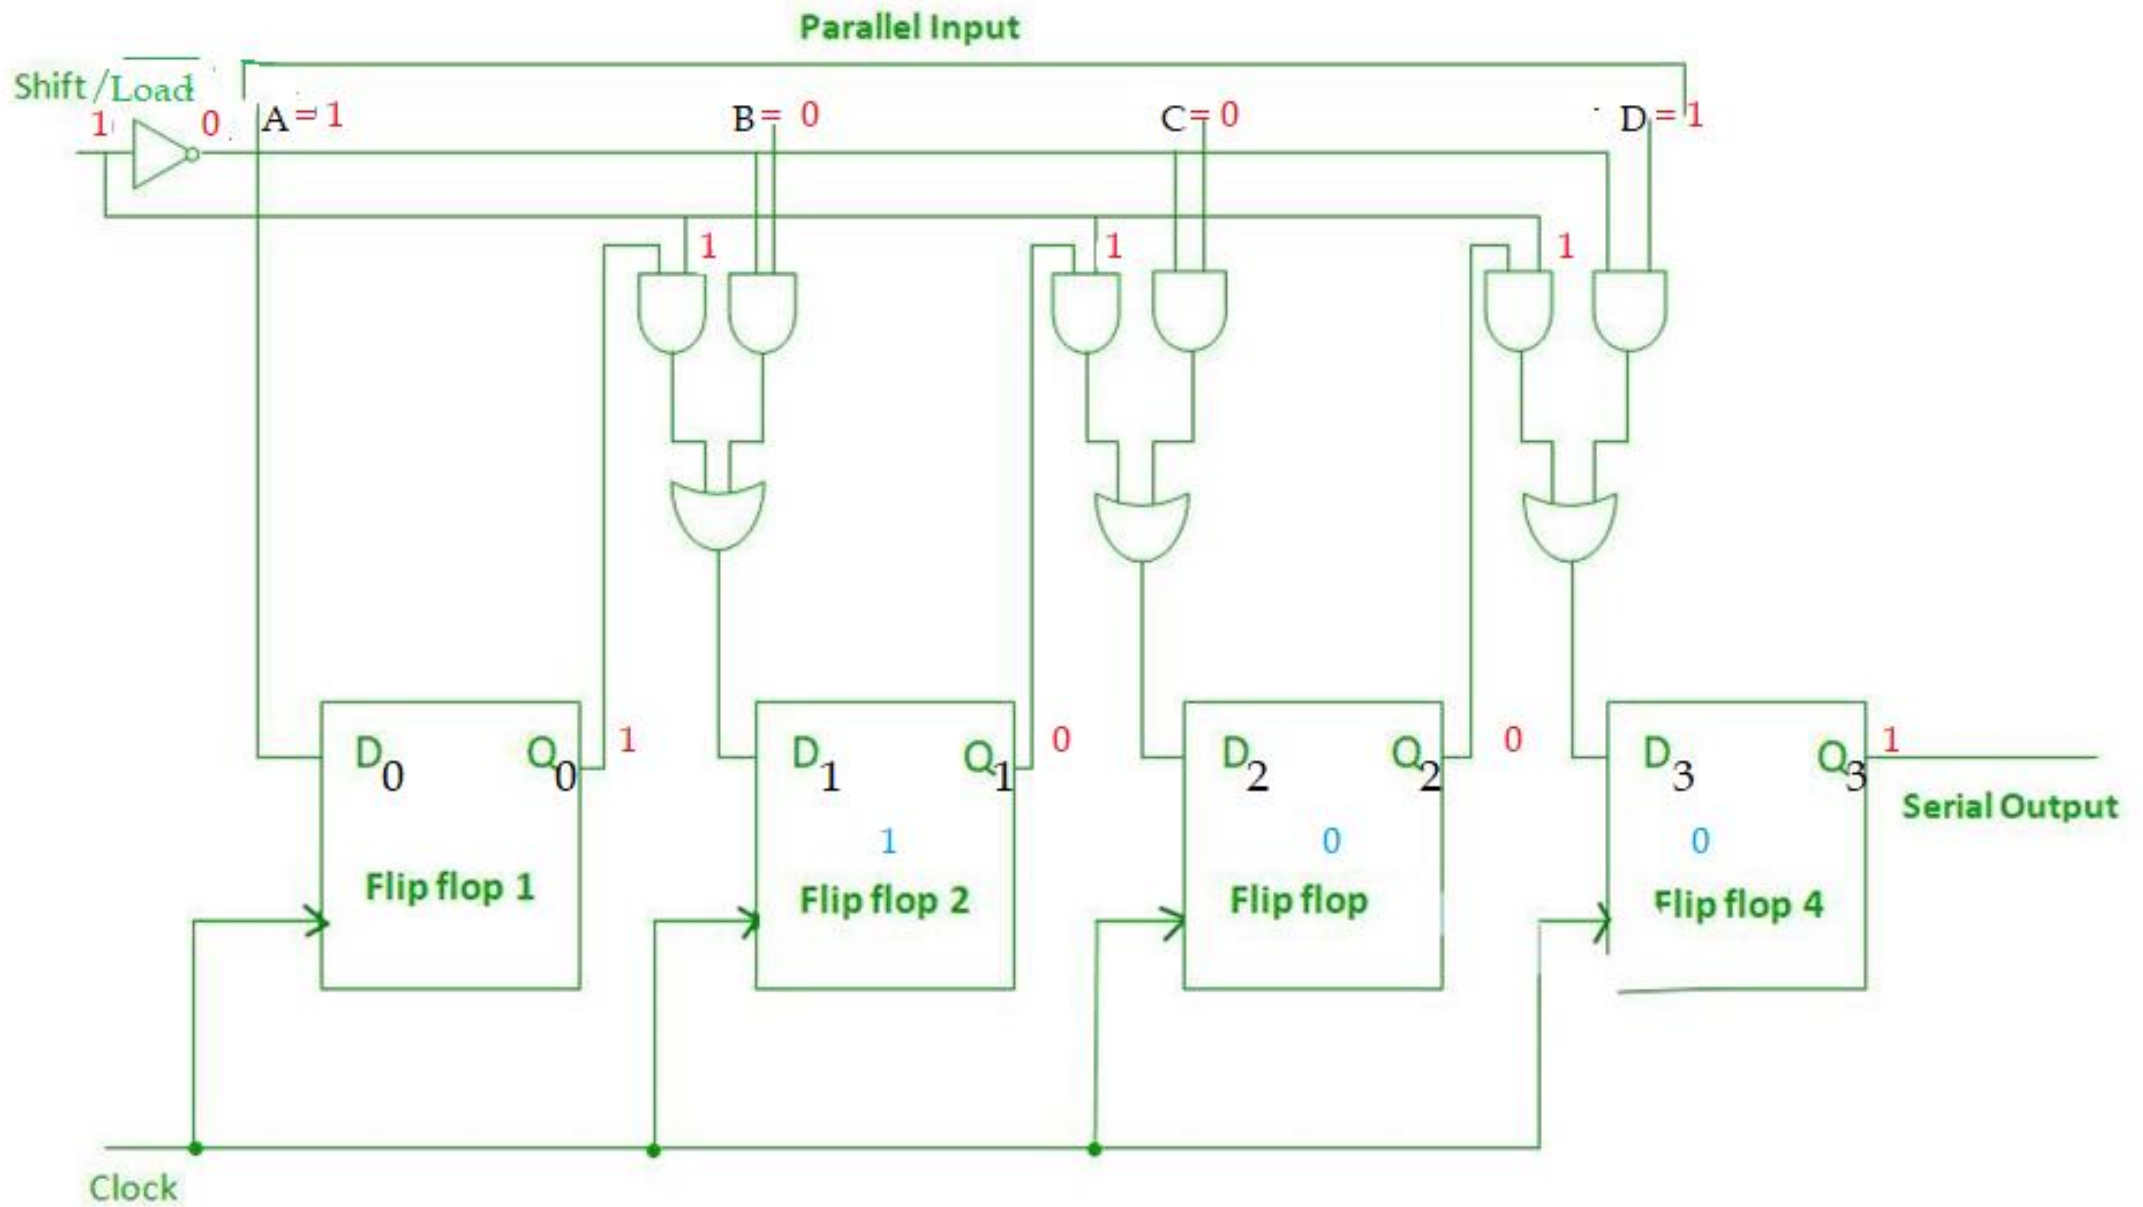 Parallel Input
Shift/Load
1 0 A=1 B=0 C=0 D=1
1 1 1
D0 Q0 1 D1 Q1 0 D2 Q2 0 D3 Q3 1
Serial Output
1 0 0
Flip flop 1 Flip flop 2 Flip flop Flip flop 4
Clock